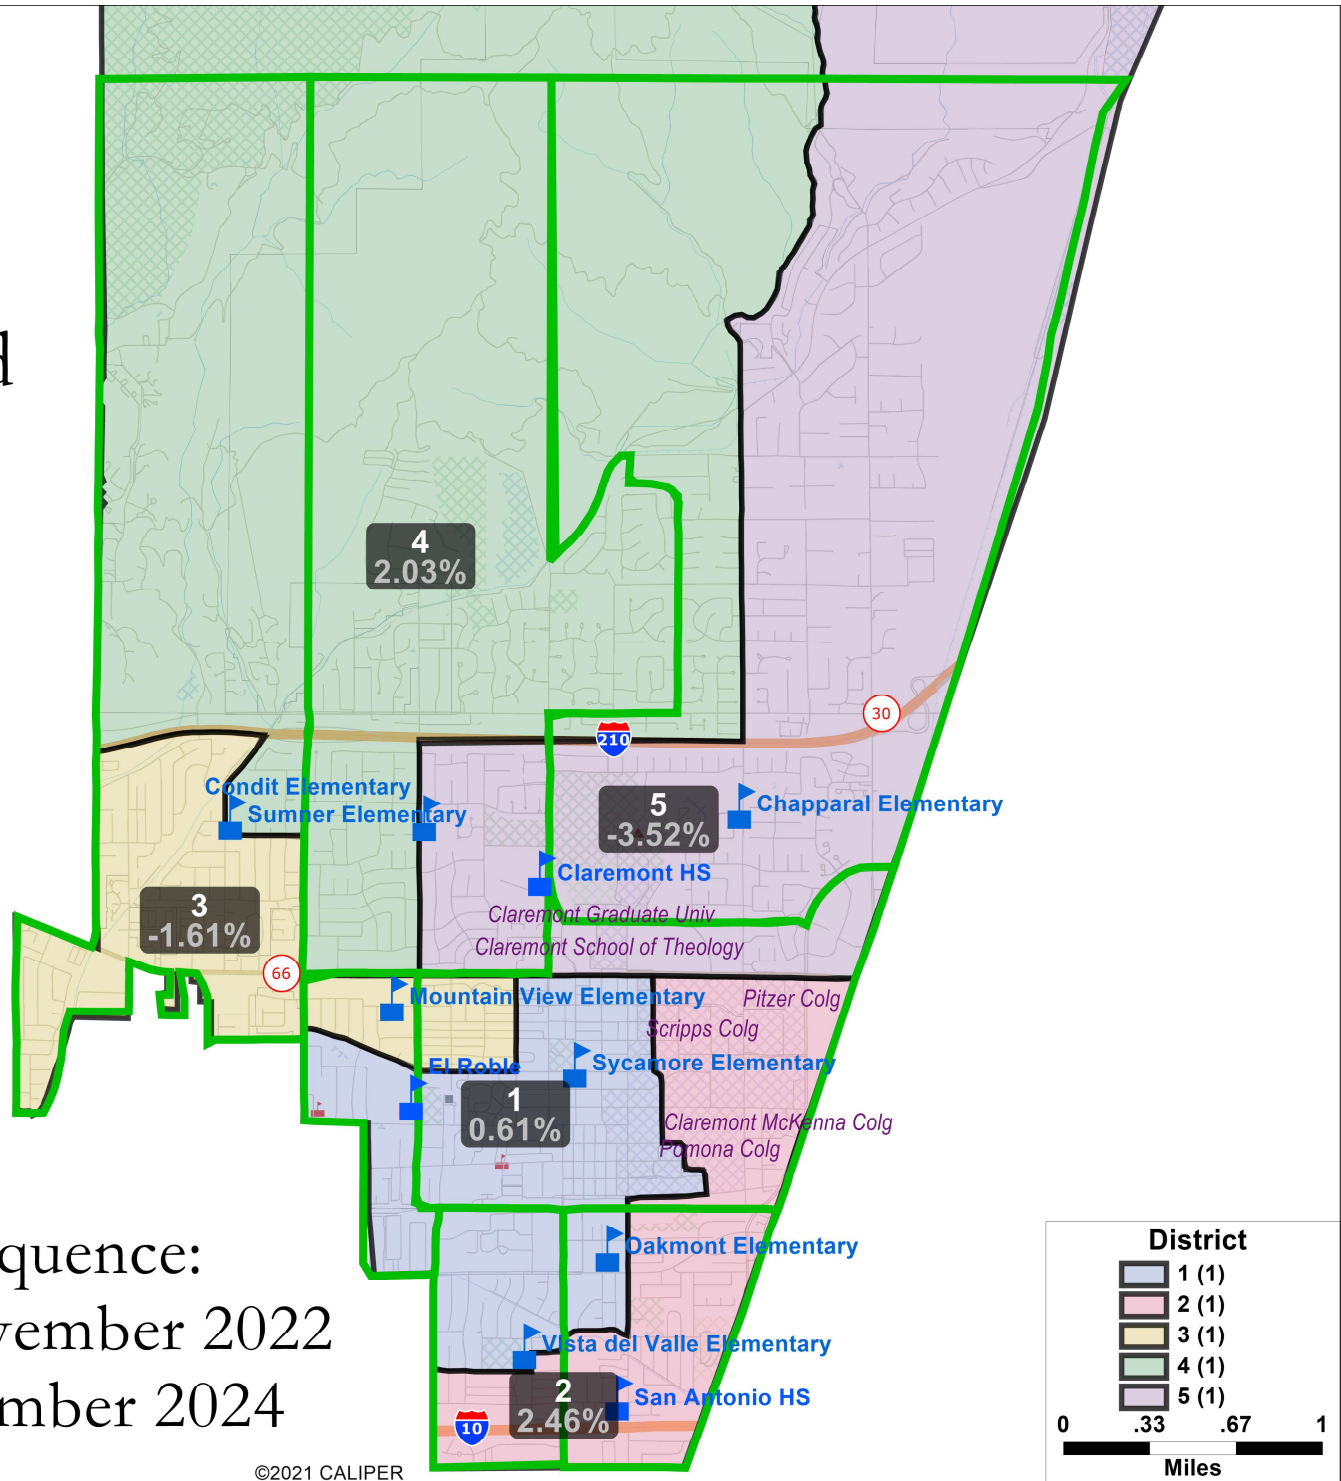 d
4
2.03%
30
210
Condit Elementary
Sumner Elementary
5
-3.52%
Chapparal Elementary
Claremont HS
3
-1.61%
Claremont Graduate Univ
Claremont School of Theology
66
Mountain View Elementary
Pitzer Colg
Scripps Colg
El Roble
Sycamore Elementary
1
0.61%
Claremont McKenna Colg
Pomona Colg
quence:
vember 2022
mber 2024
Oakmont Elementary
Vista del Valle Elementary
2
2.46%
San Antonio HS
10
©2021 CALIPER
District
1 (1)
2 (1)
3 (1)
4 (1)
5 (1)
0 .33 .67 1
Miles